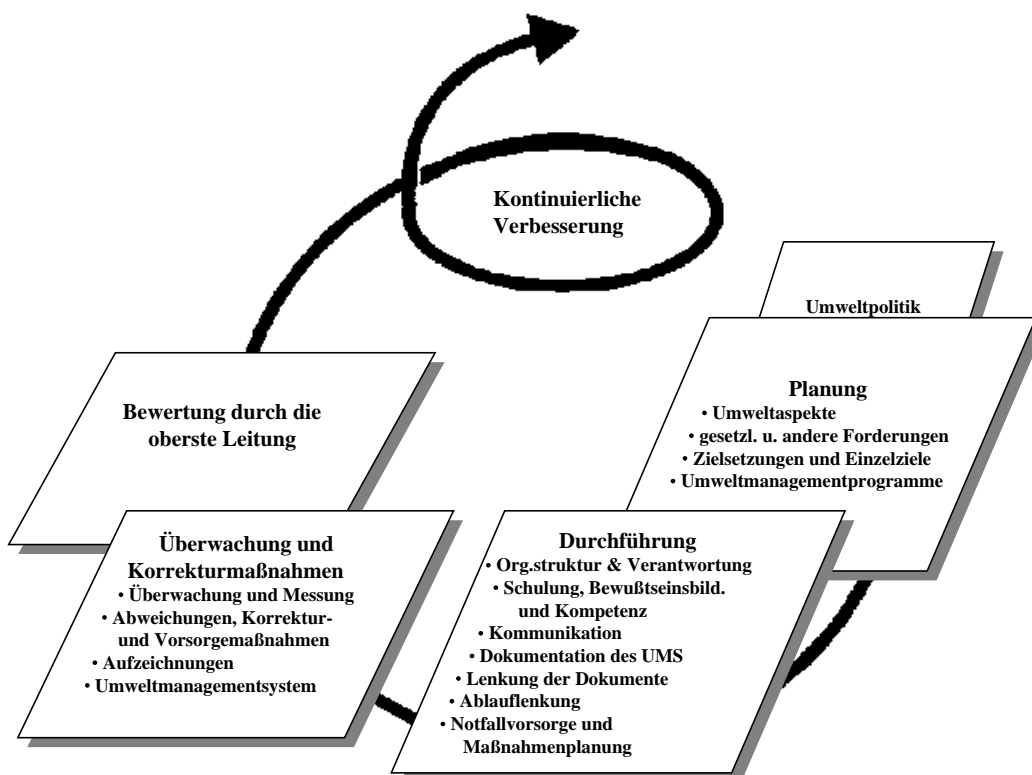 Kontinuierliche
Verbesserung
Umweltpolitik
Planung
• Umweltaspekte
• gesetzl. u. andere Forderungen
• Zielsetzungen und Einzelziele
• Umweltmanagementprogramme
Bewertung durch die
oberste Leitung
Überwachung und
Korrekturmaßnahmen
• Überwachung und Messung
• Abweichungen, Korrektur-
und Vorsorgemaßnahmen
• Aufzeichnungen
• Umweltmanagementsystem
Durchführung
• Org.struktur & Verantwortung
• Schulung, Bewußtseinsbild.
und Kompetenz
• Kommunikation
• Dokumentation des UMS
• Lenkung der Dokumente
• Ablauflenkung
• Notfallvorsorge und
Maßnahmenplanung